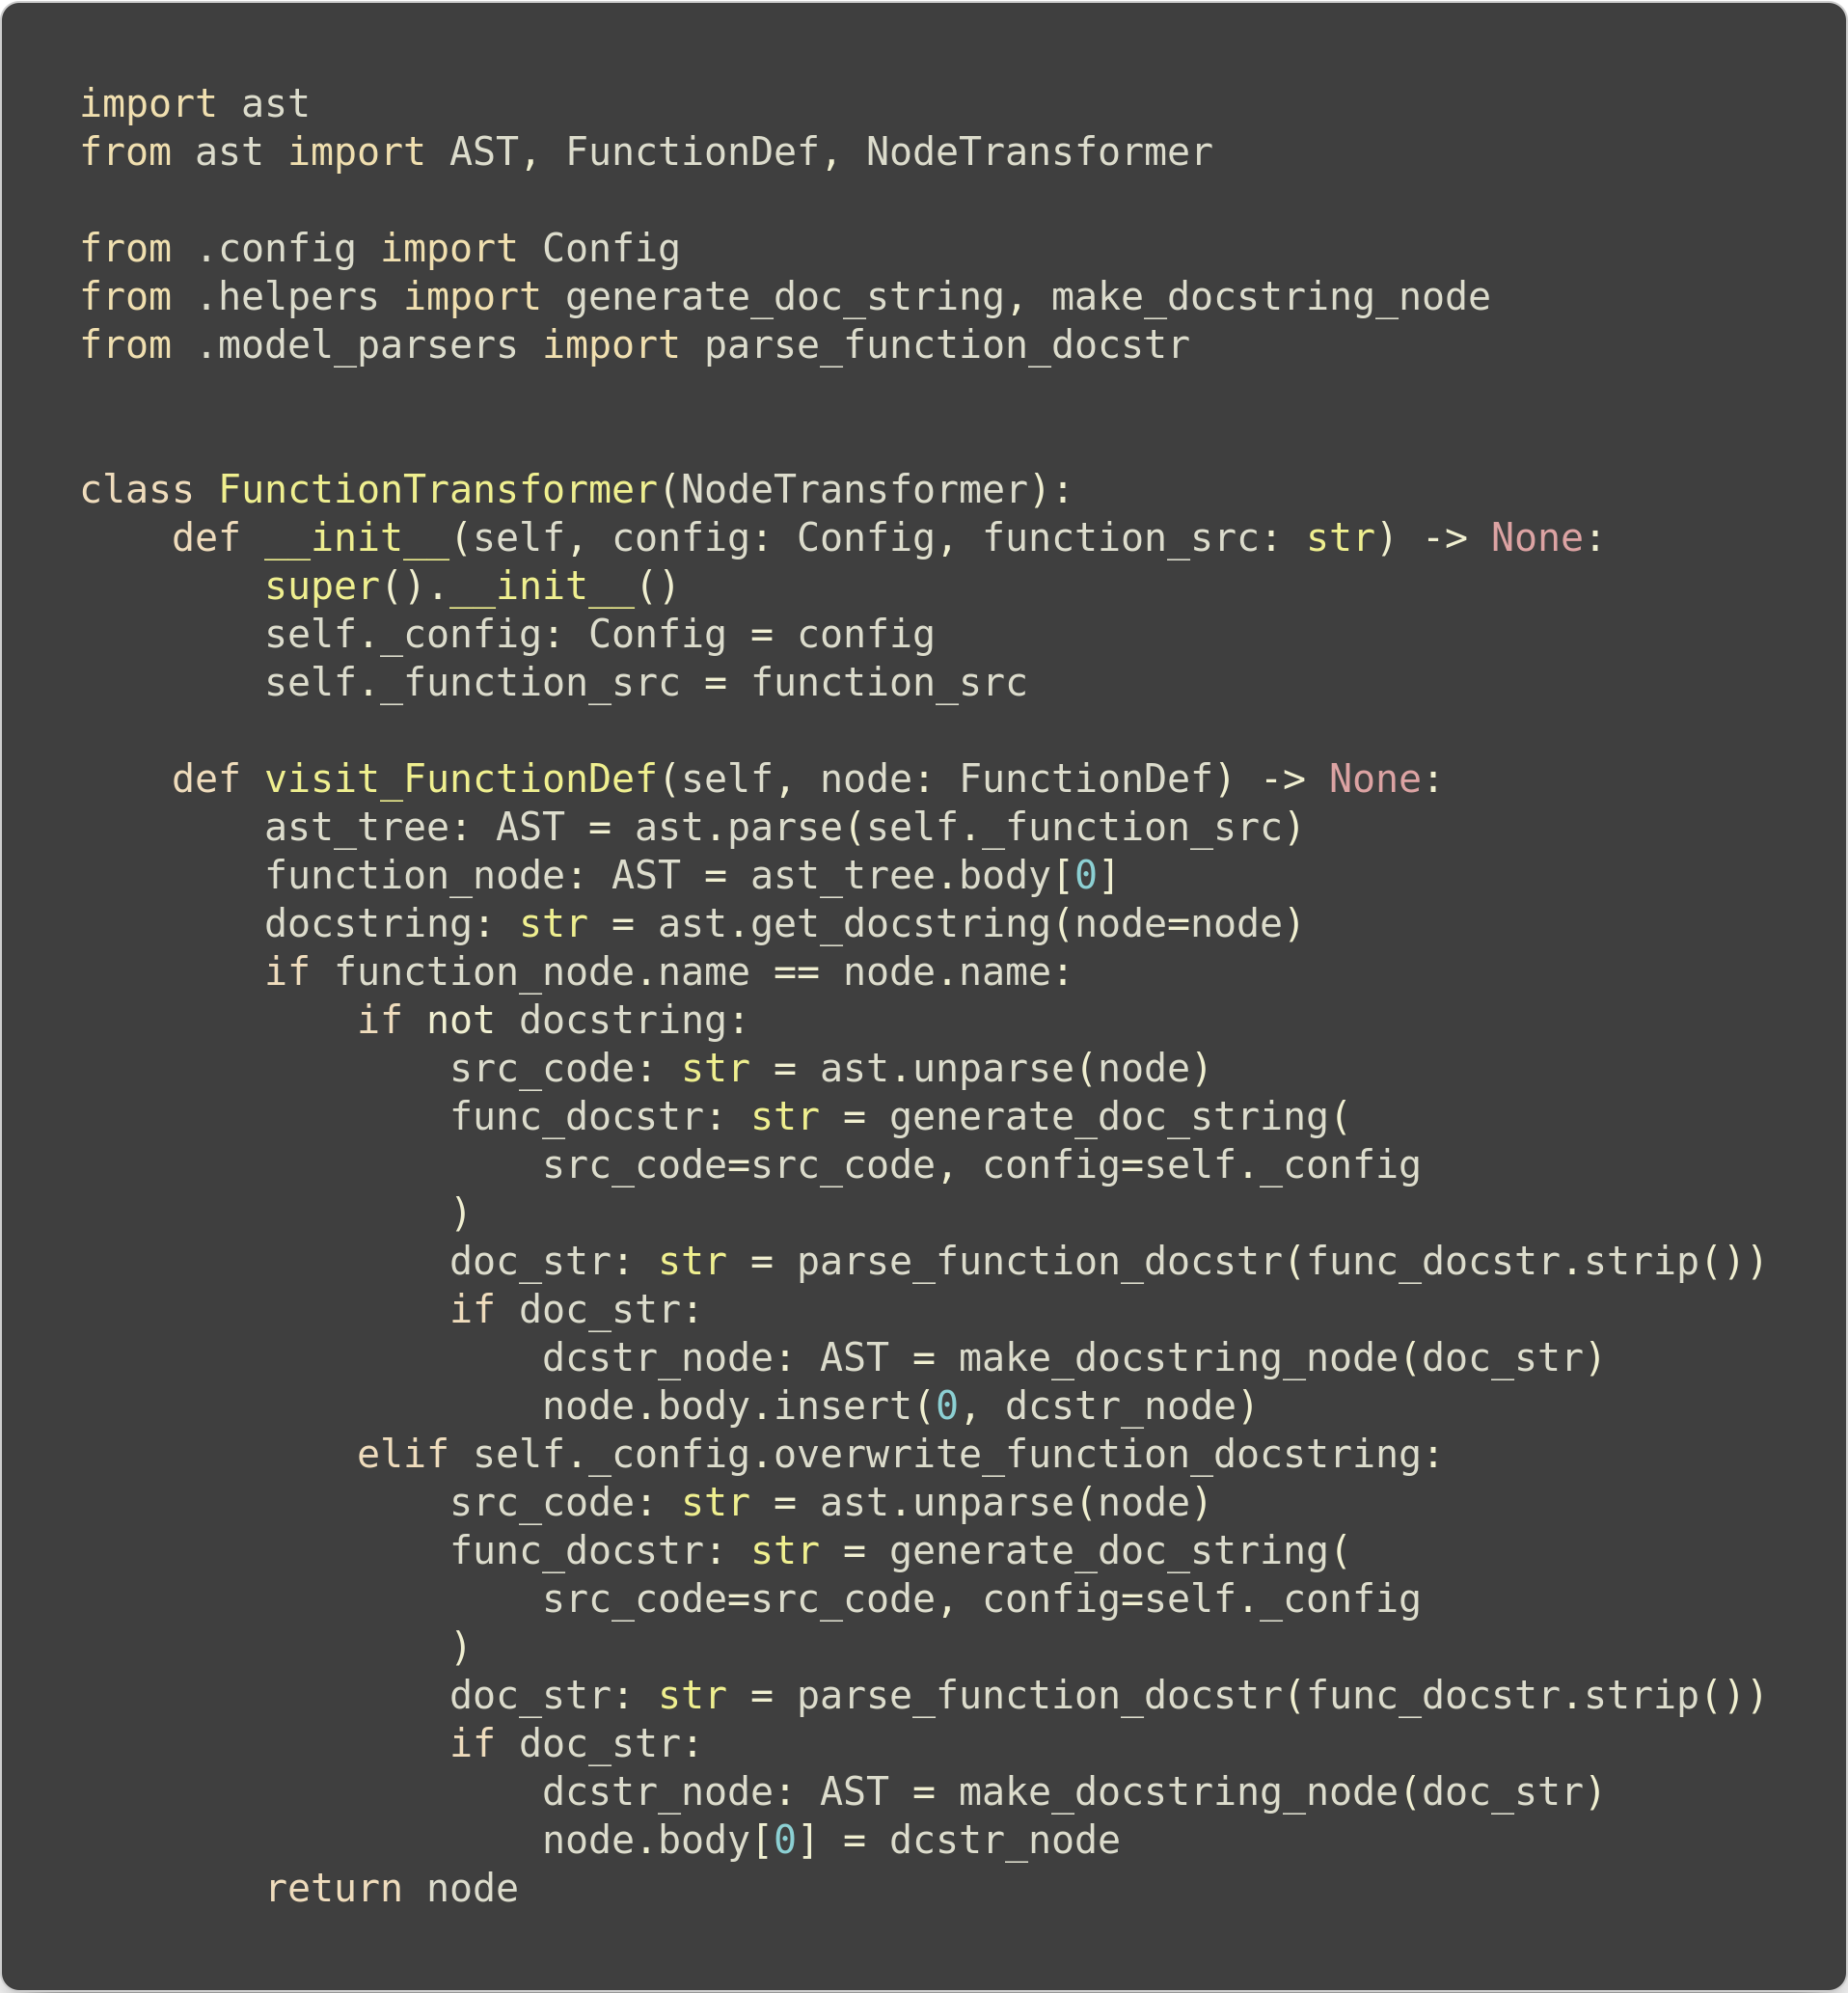 import ast
from ast import AST, FunctionDef, NodeTransformer

from .config import Config
from .helpers import generate_doc_string, make_docstring_node
from .model_parsers import parse_function_docstr


class FunctionTransformer(NodeTransformer):
    def __init__(self, config: Config, function_src: str) -> None:
        super().__init__()
        self._config: Config = config
        self._function_src = function_src

    def visit_FunctionDef(self, node: FunctionDef) -> None:
        ast_tree: AST = ast.parse(self._function_src)
        function_node: AST = ast_tree.body[0]
        docstring: str = ast.get_docstring(node=node)
        if function_node.name == node.name:
            if not docstring:
                src_code: str = ast.unparse(node)
                func_docstr: str = generate_doc_string(
                    src_code=src_code, config=self._config
                )
                doc_str: str = parse_function_docstr(func_docstr.strip())
                if doc_str:
                    dcstr_node: AST = make_docstring_node(doc_str)
                    node.body.insert(0, dcstr_node)
            elif self._config.overwrite_function_docstring:
                src_code: str = ast.unparse(node)
                func_docstr: str = generate_doc_string(
                    src_code=src_code, config=self._config
                )
                doc_str: str = parse_function_docstr(func_docstr.strip())
                if doc_str:
                    dcstr_node: AST = make_docstring_node(doc_str)
                    node.body[0] = dcstr_node
        return node